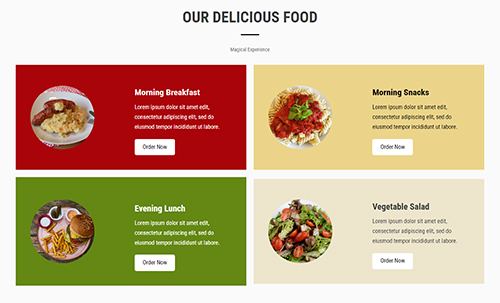 OUR DELICIOUS FOOD
Magical Experience
Morning Breakfast
Lorem ipsum dolor sit amet edit,
consectetur adipiscing elit, sed do
eiusmod tempor incididunt ut labore.
Order Now
Morning Snacks
Lorem ipsum dolor sit amet edit,
consectetur adipiscing elit, sed do
eiusmod tempor incididunt ut labore.
Order Now
Evening Lunch
Lorem ipsum dolor sit amet edit,
consectetur adipiscing elit, sed do
eiusmod tempor incididunt ut labore.
Order Now
Vegetable Salad
Lorem ipsum dolor sit amet edit,
consectetur adipiscing elit, sed do
eiusmod tempor incididunt ut labore.
Order Now